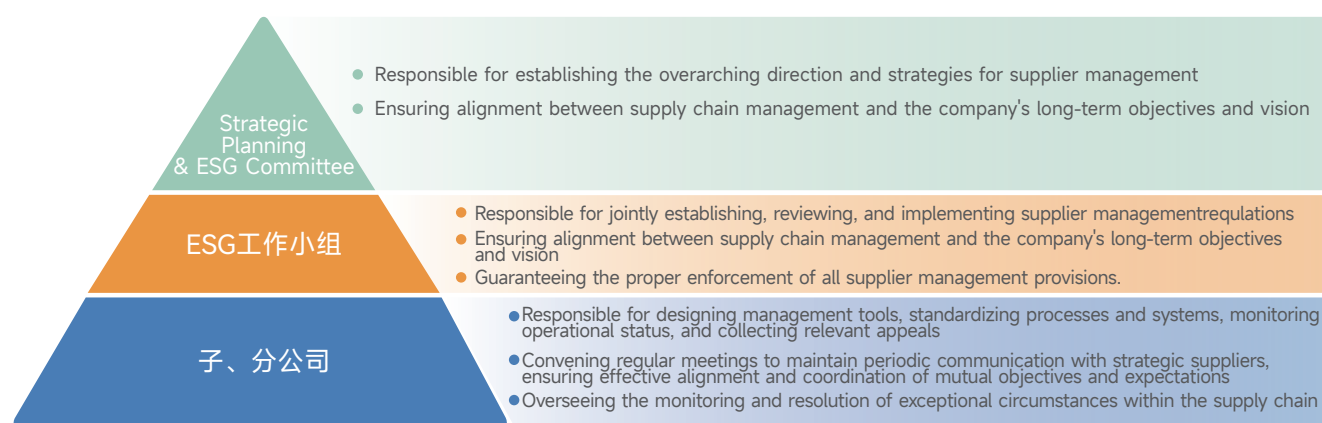 Strategic
Planning
& ESG Committee
Responsible for establishing the overarching direction and strategies for supplier management
Ensuring alignment between supply chain management and the company's long-term objectives and vision
ESG工作小组
Responsible for jointly establishing, reviewing, and implementing supplier managementrequlations
Ensuring alignment between supply chain management and the company's long-term objectives
and vision
Guaranteeing the proper enforcement of all supplier management provisions.
子、分公司
Responsible for designing management tools, standardizing processes and systems, monitoring
operational status, and collecting relevant appeals
Convening regular meetings to maintain periodic communication with strategic suppliers,
ensuring effective alignment and coordination of mutual objectives and expectations
Overseeing the monitoring and resolution of exceptional circumstances within the supply chain